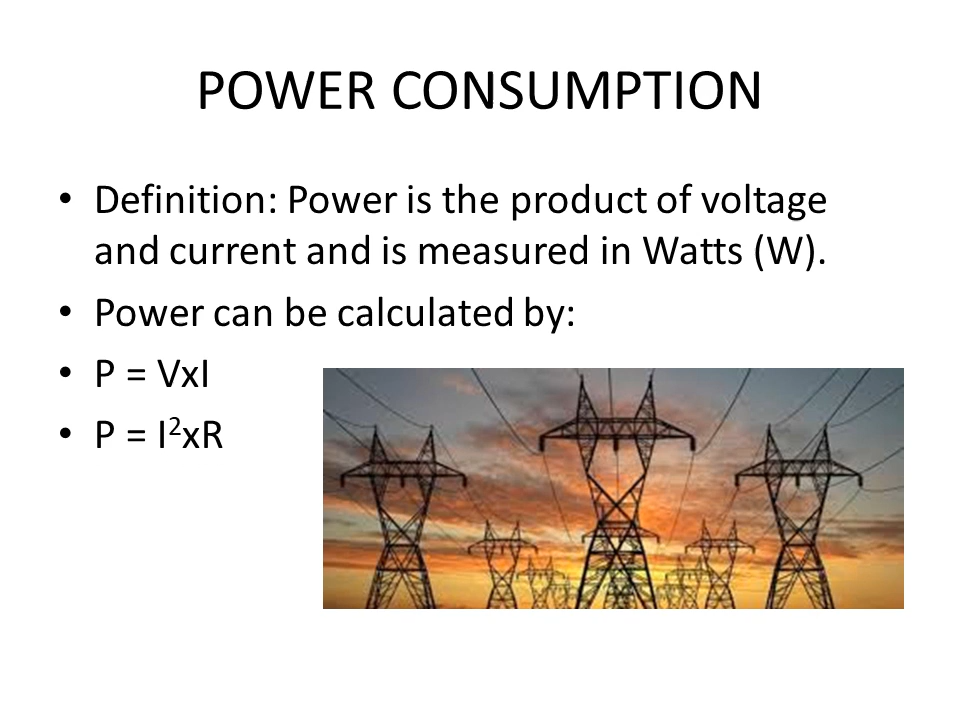 POWER CONSUMPTION
• Definition: Power is the product of voltage
and current and is measured in Watts (W).
• Power can be calculated by:
• P = VxI
• P = I²xR